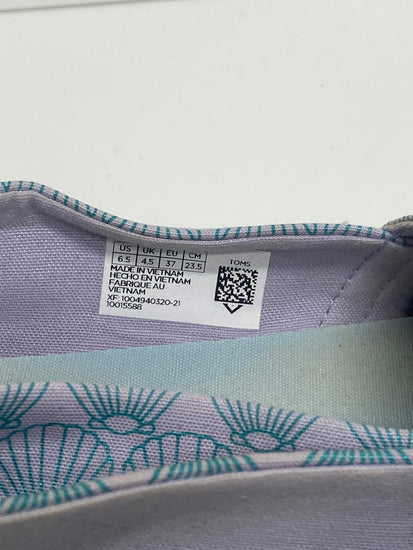 US UK EU CM
6.5 4.5 37 23.5
TOMS
MADE IN VIETNAM
HECHO EN VIETNAM
FABRIQUE AU
VIETNAM
XF: 1004940320-21
10015588